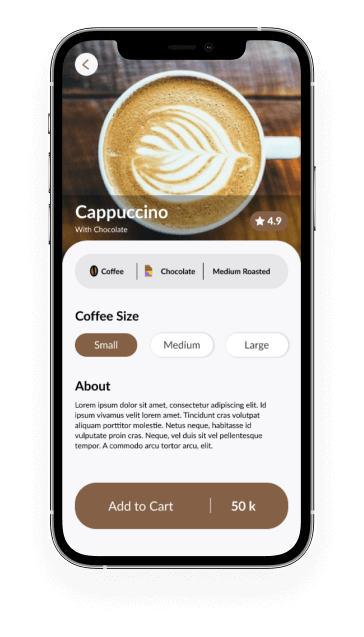 Cappuccino
With Chocolate
4.9
Coffee
Chocolate
Medium Roasted
Coffee Size
Small
Medium
Large
About
Lorem ipsum dolor sit amet, consectetur adipiscing elit. Id
ipsum vivamus velit lorem amet. Tincidunt cras volutpat
aliquam porttitor molestie. Netus neque, habitasse id
vulputate proin cras. Neque, vel duis sit vel pellentesque
tempor. A commodo arcu tortor arcu, elit.
Add to Cart
50 k